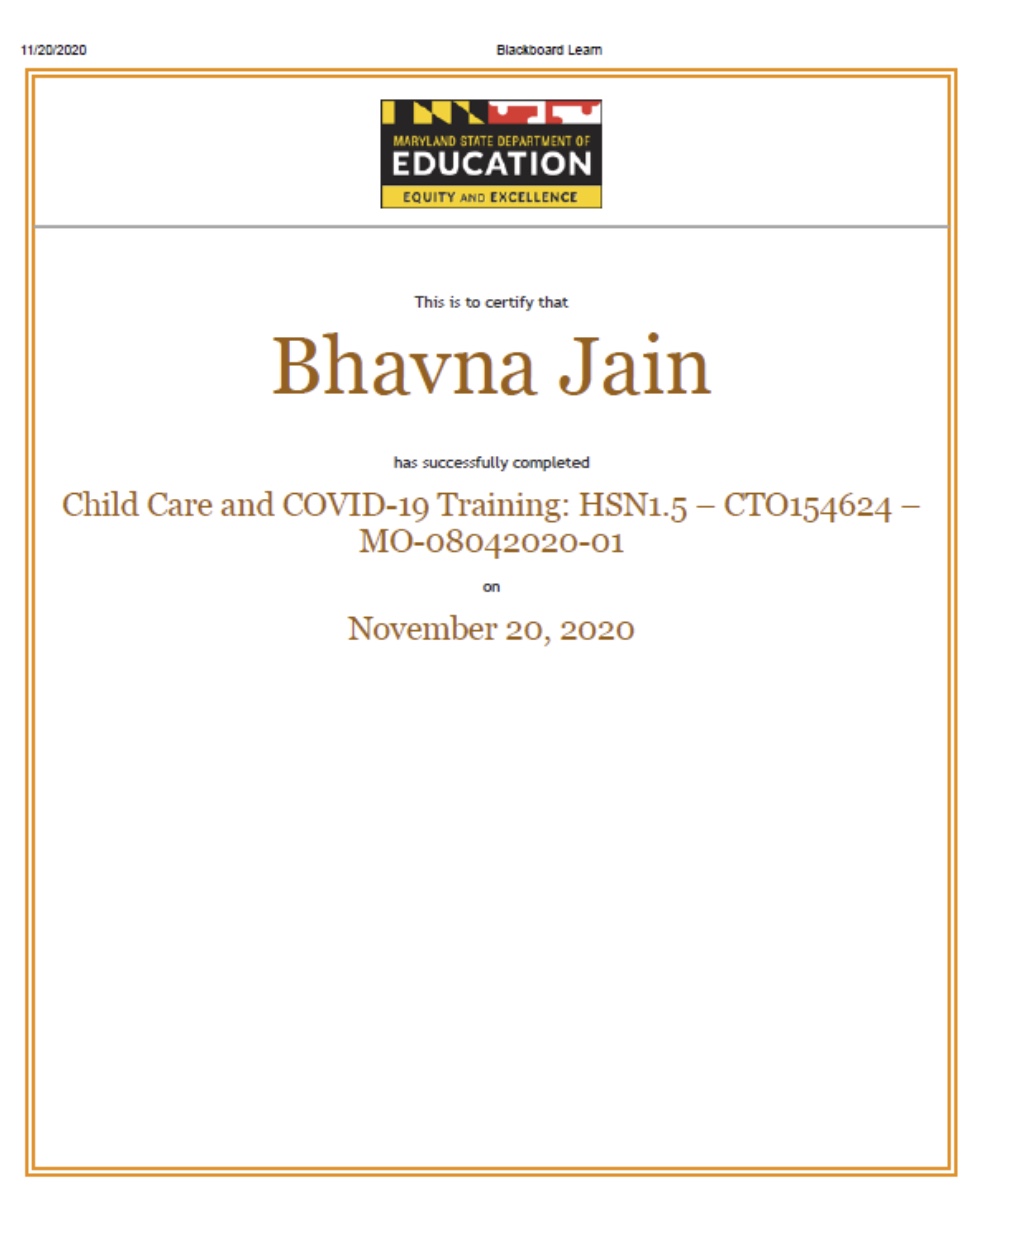 11/20/2020 Blackboard Learn
MARYLAND STATE DEPARTMENT OF
EDUCATION
EQUITY AND EXCELLENCE
This is to certify that
Bhavna Jain
has successfully completed
Child Care and COVID-19 Training: HSN1.5 – CTO154624 –
MO-08042020-01
on
November 20, 2020